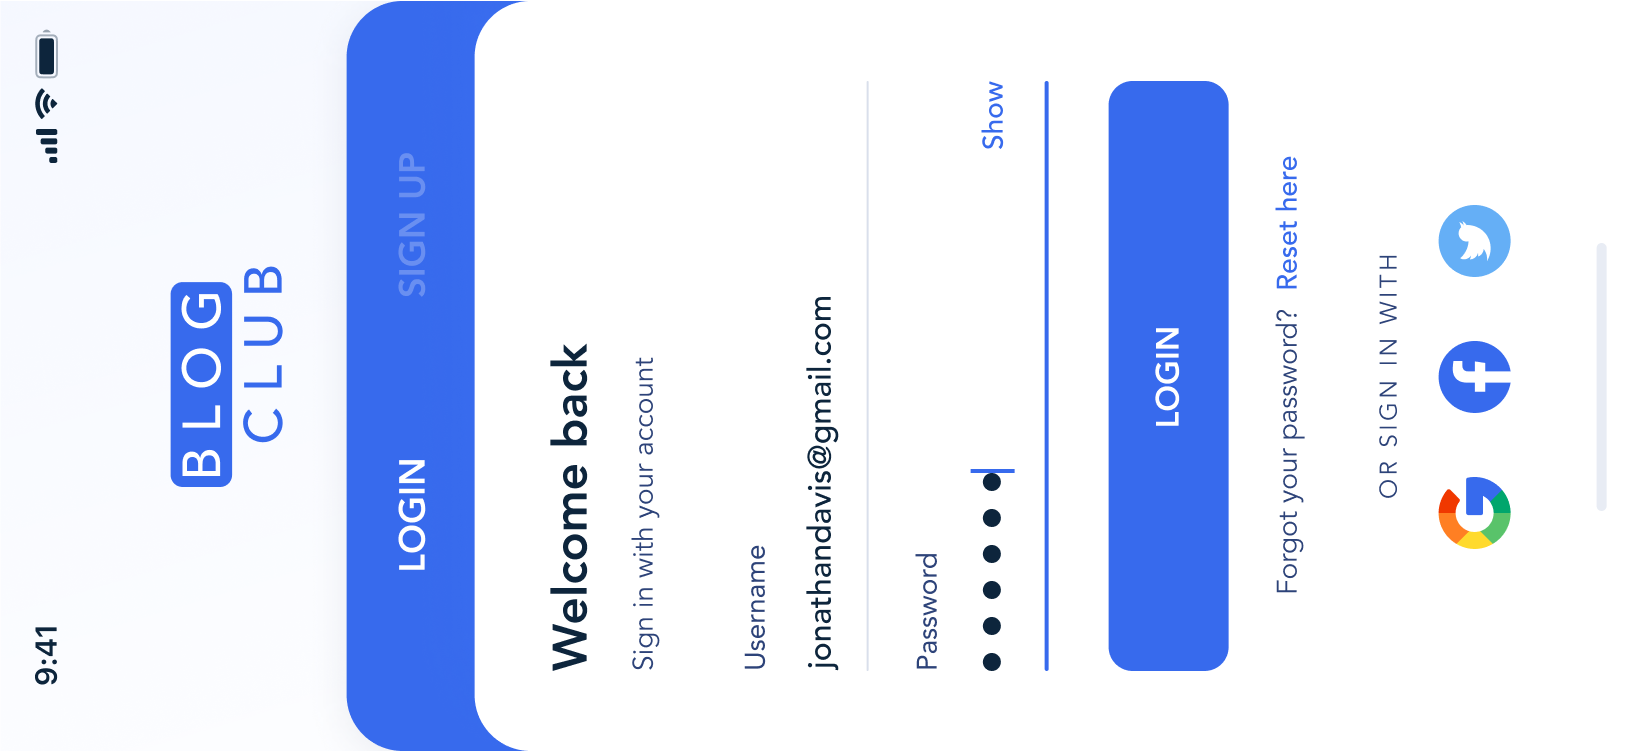 9:41
BLOG
CLUB
LOGIN SIGN UP
Welcome back
Sign in with your account
Username
jonathandavis@gmail.com
Password
Show
LOGIN
Forgot your password? Reset here
OR SIGN IN WITH